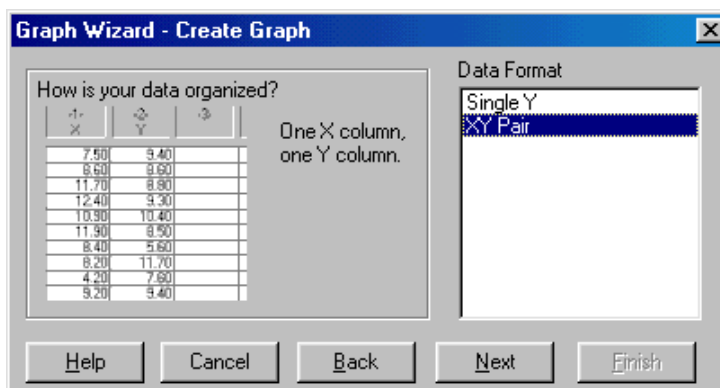 Graph Wizard - Create Graph
How is your data organized?
-1- -2- -3-
X Y
7.50 9.40
8.60 8.60
11.70 8.80
12.40 9.30
10.90 10.40
11.90 8.50
8.40 5.60
8.20 11.70
4.20 7.60
9.20 9.40
One X column,
one Y column.
Data Format
Single Y
XY Pair
Help Cancel Back Next Finish